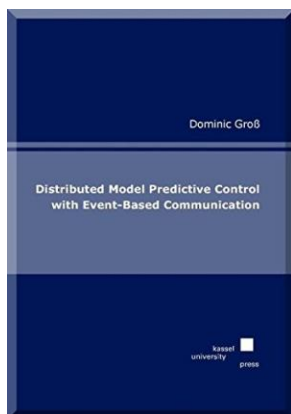 Dominic Groß
Distributed Model Predictive Control
with Event-Based Communication
kassel
university
press